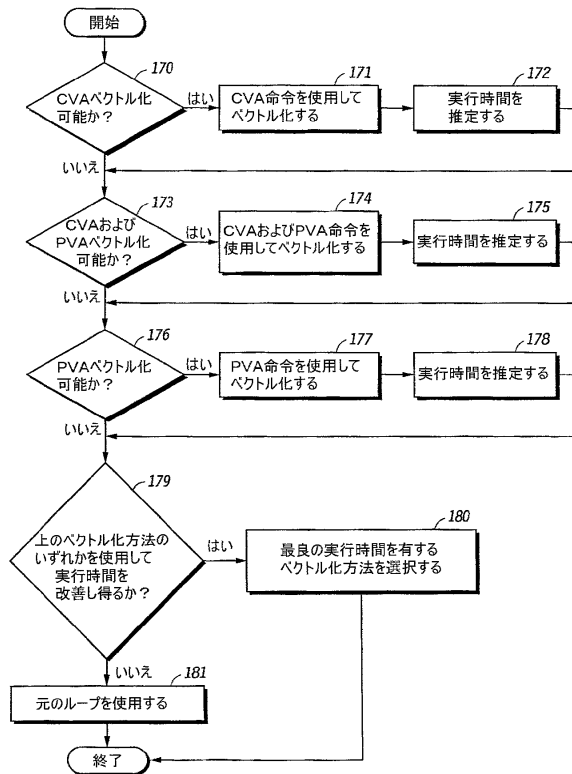 開始
170
CVAベクトル化
可能か?
はい
171
CVA命令を使用して
ベクトル化する
172
実行時間を
推定する
いいえ
173
CVAおよび
PVAベクトル化
可能か?
はい
174
CVAおよびPVA命令を
使用してベクトル化する
175
実行時間を推定する
いいえ
176
PVAベクトル化
可能か?
はい
177
PVA命令を使用して
ベクトル化する
178
実行時間を推定する
いいえ
179
上のベクトル化方法の
いずれかを使用して
実行時間を
改善し得るか?
はい
180
最良の実行時間を有する
ベクトル化方法を選択する
いいえ
181
元のループを使用する
終了